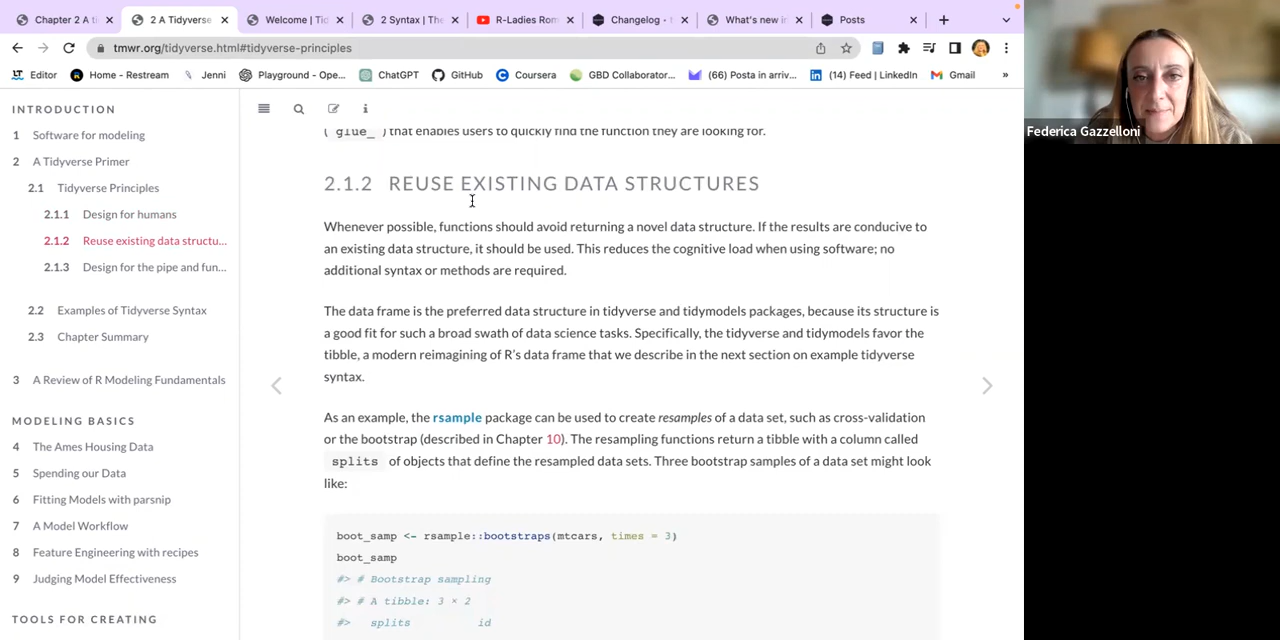 Chapter 2 A ti
2 A Tidyverse
Welcome | Tid
2 Syntax | The
R-Ladies Rom
Changelog -
What's new i
Posts
tmwr.org/tidyverse.html#tidyverse-principles
Editor
Home - Restream
Jenni
Playground - Ope...
ChatGPT
GitHub
Coursera
GBD Collaborator...
(66) Posta in arriv...
(14) Feed | LinkedIn
Gmail
»
INTRODUCTION
1 Software for modeling
2 A Tidyverse Primer
2.1 Tidyverse Principles
2.1.1 Design for humans
2.1.2 Reuse existing data structu...
2.1.3 Design for the pipe and fun...
2.2 Examples of Tidyverse Syntax
2.3 Chapter Summary
3 A Review of R Modeling Fundamentals
MODELING BASICS
4 The Ames Housing Data
5 Spending our Data
6 Fitting Models with parsnip
7 A Model Workflow
8 Feature Engineering with recipes
9 Judging Model Effectiveness
TOOLS FOR CREATING
( glue_ ) that enables users to quickly find the function they are looking for.
2.1.2 REUSE EXISTING DATA STRUCTURES
Whenever possible, functions should avoid returning a novel data structure. If the results are conducive to
an existing data structure, it should be used. This reduces the cognitive load when using software; no
additional syntax or methods are required.
The data frame is the preferred data structure in tidyverse and tidymodels packages, because its structure is
a good fit for such a broad swath of data science tasks. Specifically, the tidyverse and tidymodels favor the
tibble, a modern reimagining of R's data frame that we describe in the next section on example tidyverse
syntax.
As an example, the rsample package can be used to create resamples of a data set, such as cross-validation
or the bootstrap (described in Chapter 10). The resampling functions return a tibble with a column called
splits of objects that define the resampled data sets. Three bootstrap samples of a data set might look
like:
boot_samp <- rsample::bootstraps(mtcars, times = 3)
boot_samp
#> # Bootstrap sampling
#> # A tibble: 3 × 2
#> splits id
Federica Gazzelloni